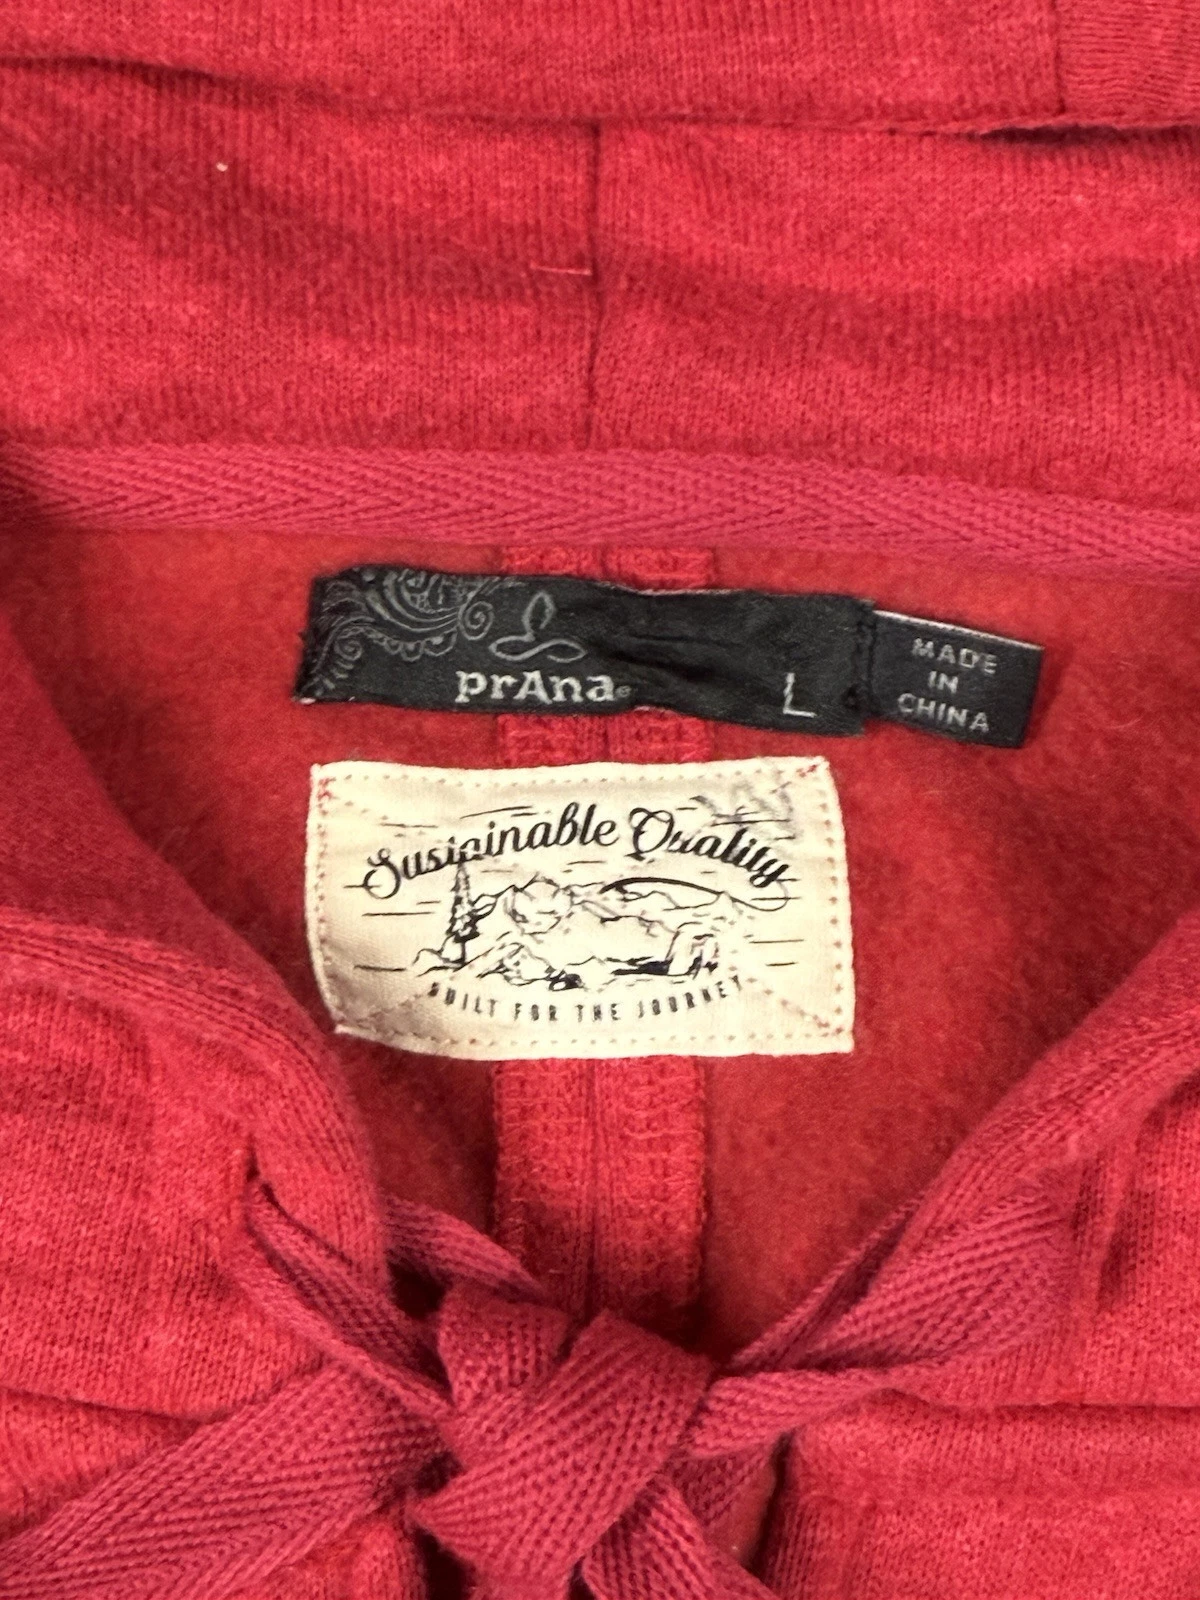 prAna
L
MADE
IN
CHINA
Sustainable Quality
BUILT FOR THE JOURNEY